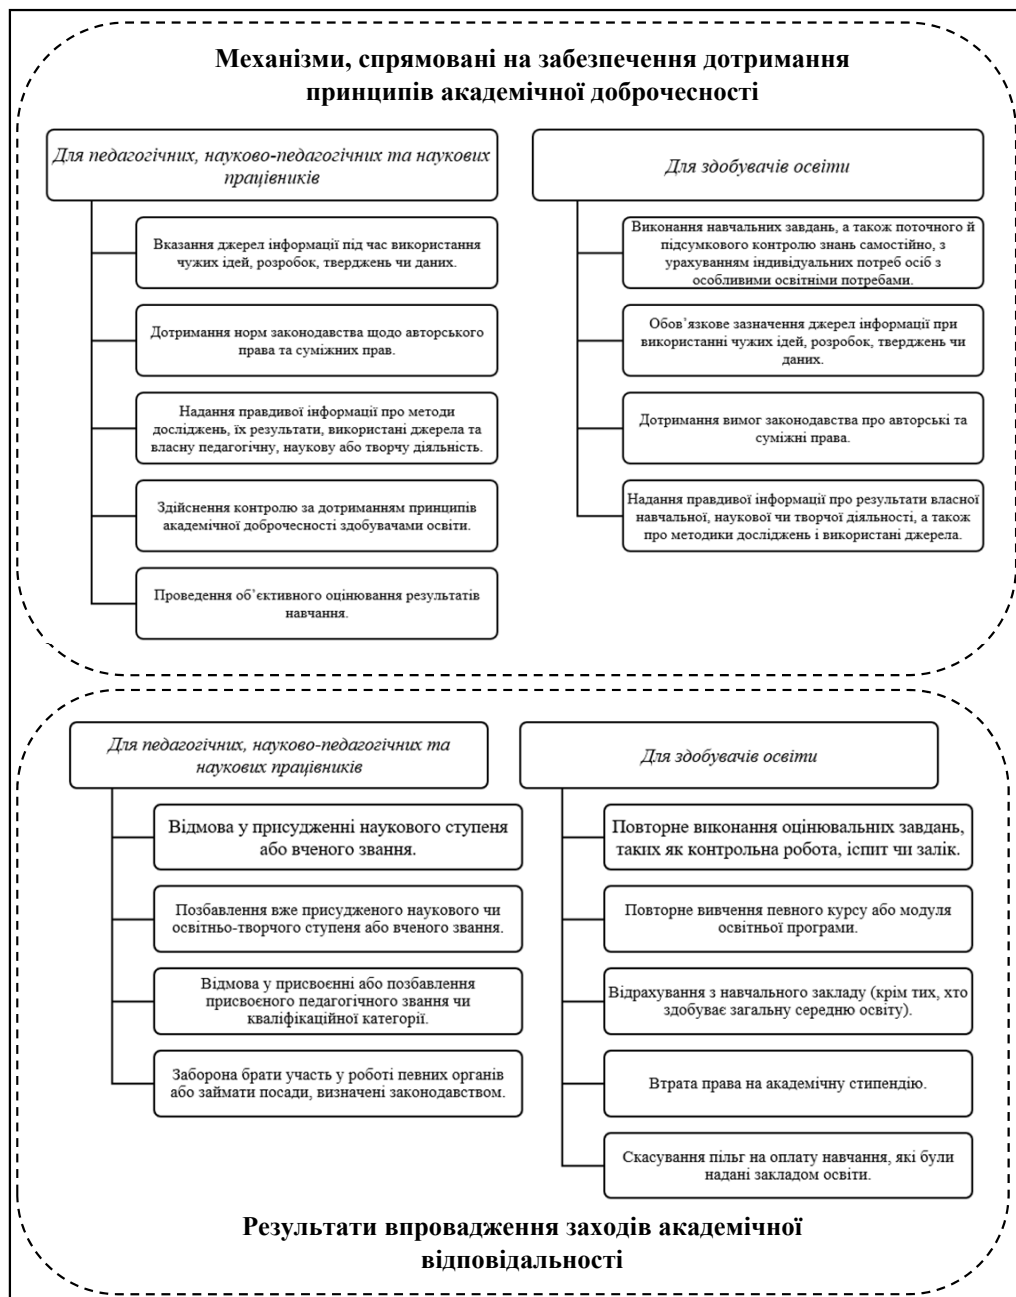 Механізми, спрямовані на забезпечення дотримання
принципів академічної доброчесності
Для педагогічних, науково-педагогічних та наукових
працівників
Вказання джерел інформації під час використання
чужих ідей, розробок, тверджень чи даних.
Дотримання норм законодавства щодо авторського
права та суміжних прав.
Надання правдивої інформації про методи
досліджень, їх результати, використані джерела та
власну педагогічну, наукову або творчу діяльність.
Здійснення контролю за дотриманням принципів
академічної доброчесності здобувачами освіти.
Проведення об’єктивного оцінювання результатів
навчання.
Для здобувачів освіти
Виконання навчальних завдань, а також поточного й
підсумкового контролю знань самостійно, з
урахуванням індивідуальних потреб осіб з
особливими освітніми потребами.
Обов’язкове зазначення джерел інформації при
використанні чужих ідей, розробок, тверджень чи
даних.
Дотримання вимог законодавства про авторські та
суміжні права.
Надання правдивої інформації про результати власної
навчальної, наукової чи творчої діяльності, а також
про методики досліджень і використані джерела.
Для педагогічних, науково-педагогічних та
наукових працівників
Відмова у присудженні наукового ступеня
або вченого звання.
Позбавлення вже присудженого наукового чи
освітньо-творчого ступеня або вченого звання.
Відмова у присвоєнні або позбавлення
присвоєного педагогічного звання чи
кваліфікаційної категорії.
Заборона брати участь у роботі певних органів
або займати посади, визначені законодавством.
Для здобувачів освіти
Повторне виконання оцінювальних завдань,
таких як контрольна робота, іспит чи залік.
Повторне вивчення певного курсу або модуля
освітньої програми.
Відрахування з навчального закладу (крім тих, хто
здобуває загальну середню освіту).
Втрата права на академічну стипендію.
Скасування пільг на оплату навчання, які були
надані закладом освіти.
Результати впровадження заходів академічної
відповідальності